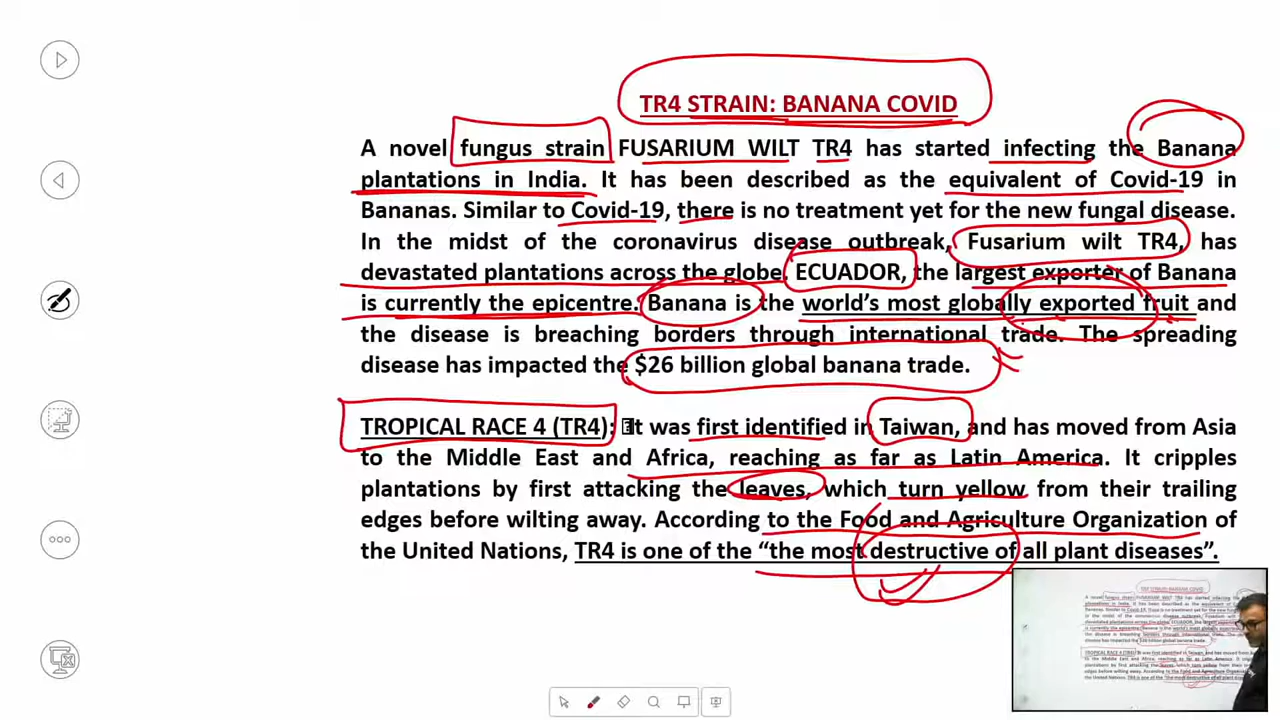 TR4 STRAIN: BANANA COVID
A novel fungus strain FUSARIUM WILT TR4 has started infecting the Banana
plantations in India. It has been described as the equivalent of Covid-19 in
Bananas. Similar to Covid-19, there is no treatment yet for the new fungal disease.
In the midst of the coronavirus disease outbreak, Fusarium wilt TR4, has
devastated plantations across the globe. ECUADOR, the largest exporter of Banana
is currently the epicentre. Banana is the world's most globally exported fruit and
the disease is breaching borders through international trade. The spreading
disease has impacted the $26 billion global banana trade.
TROPICAL RACE 4 (TR4): It was first identified in Taiwan, and has moved from Asia
to the Middle East and Africa, reaching as far as Latin America. It cripples
plantations by first attacking the leaves, which turn yellow from their trailing
edges before wilting away. According to the Food and Agriculture Organization of
the United Nations, TR4 is one of the “the most destructive of all plant diseases”.